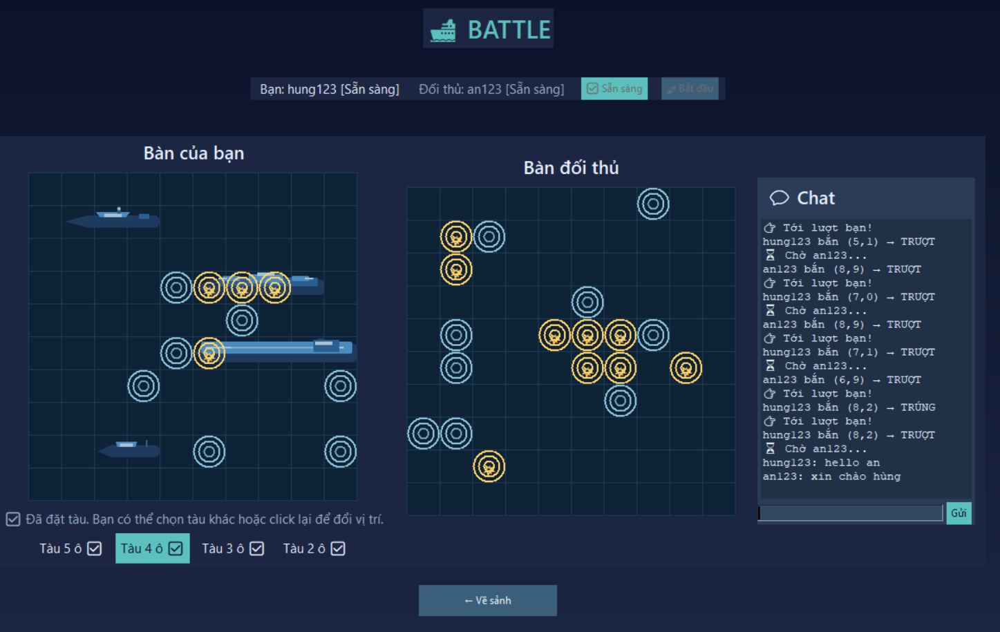 BATTLE
Bạn: hung123 [Sẵn sàng] Đối thủ: an123 [Sẵn sàng] Sẵn sàng Bắt đầu
Bàn của bạn
Bàn đối thủ
Chat
Tới lượt bạn!
hung123 bắn (5,1) → TRƯỢT
Chờ an123...
an123 bắn (8,9) → TRƯỢT
Tới lượt bạn!
hung123 bắn (7,0) → TRƯỢT
Chờ an123...
an123 bắn (8,9) → TRƯỢT
Tới lượt bạn!
hung123 bắn (7,1) → TRƯỢT
Chờ an123...
an123 bắn (6,9) → TRƯỢT
Tới lượt bạn!
hung123 bắn (8,2) → TRÚNG
Tới lượt bạn!
hung123 bắn (8,2) → TRƯỢT
Chờ an123...
hung123: hello an
an123: xin chào hùng
Gửi
Đã đặt tàu. Bạn có thể chọn tàu khác hoặc click lại để đổi vị trí.
Tàu 5 ô Tàu 4 ô Tàu 3 ô Tàu 2 ô
← Về sảnh